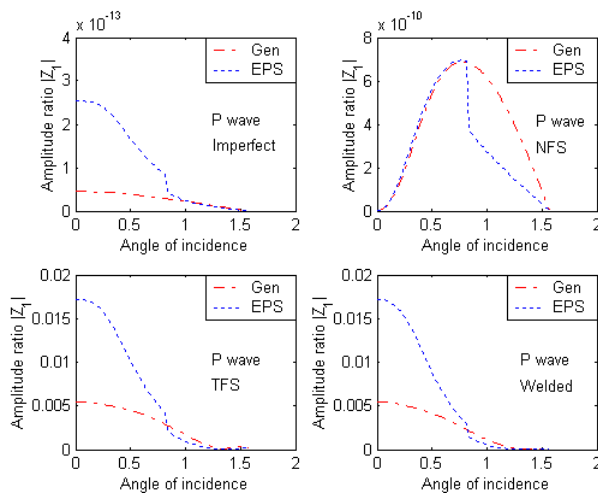 x 10⁻¹³
4
3
2
1
0
Amplitude ratio |Z₁|
Gen
EPS
P wave
Imperfect
0 0.5 1 1.5 2
Angle of incidence
x 10⁻¹⁰
8
6
4
2
0
Amplitude ratio |Z₁|
Gen
EPS
P wave
NFS
0 0.5 1 1.5 2
Angle of incidence
0.02
0.015
0.01
0.005
0
Amplitude ratio |Z₁|
Gen
EPS
P wave
TFS
0 0.5 1 1.5 2
Angle of incidence
0.02
0.015
0.01
0.005
0
Amplitude ratio |Z₁|
Gen
EPS
P wave
Welded
0 0.5 1 1.5 2
Angle of incidence